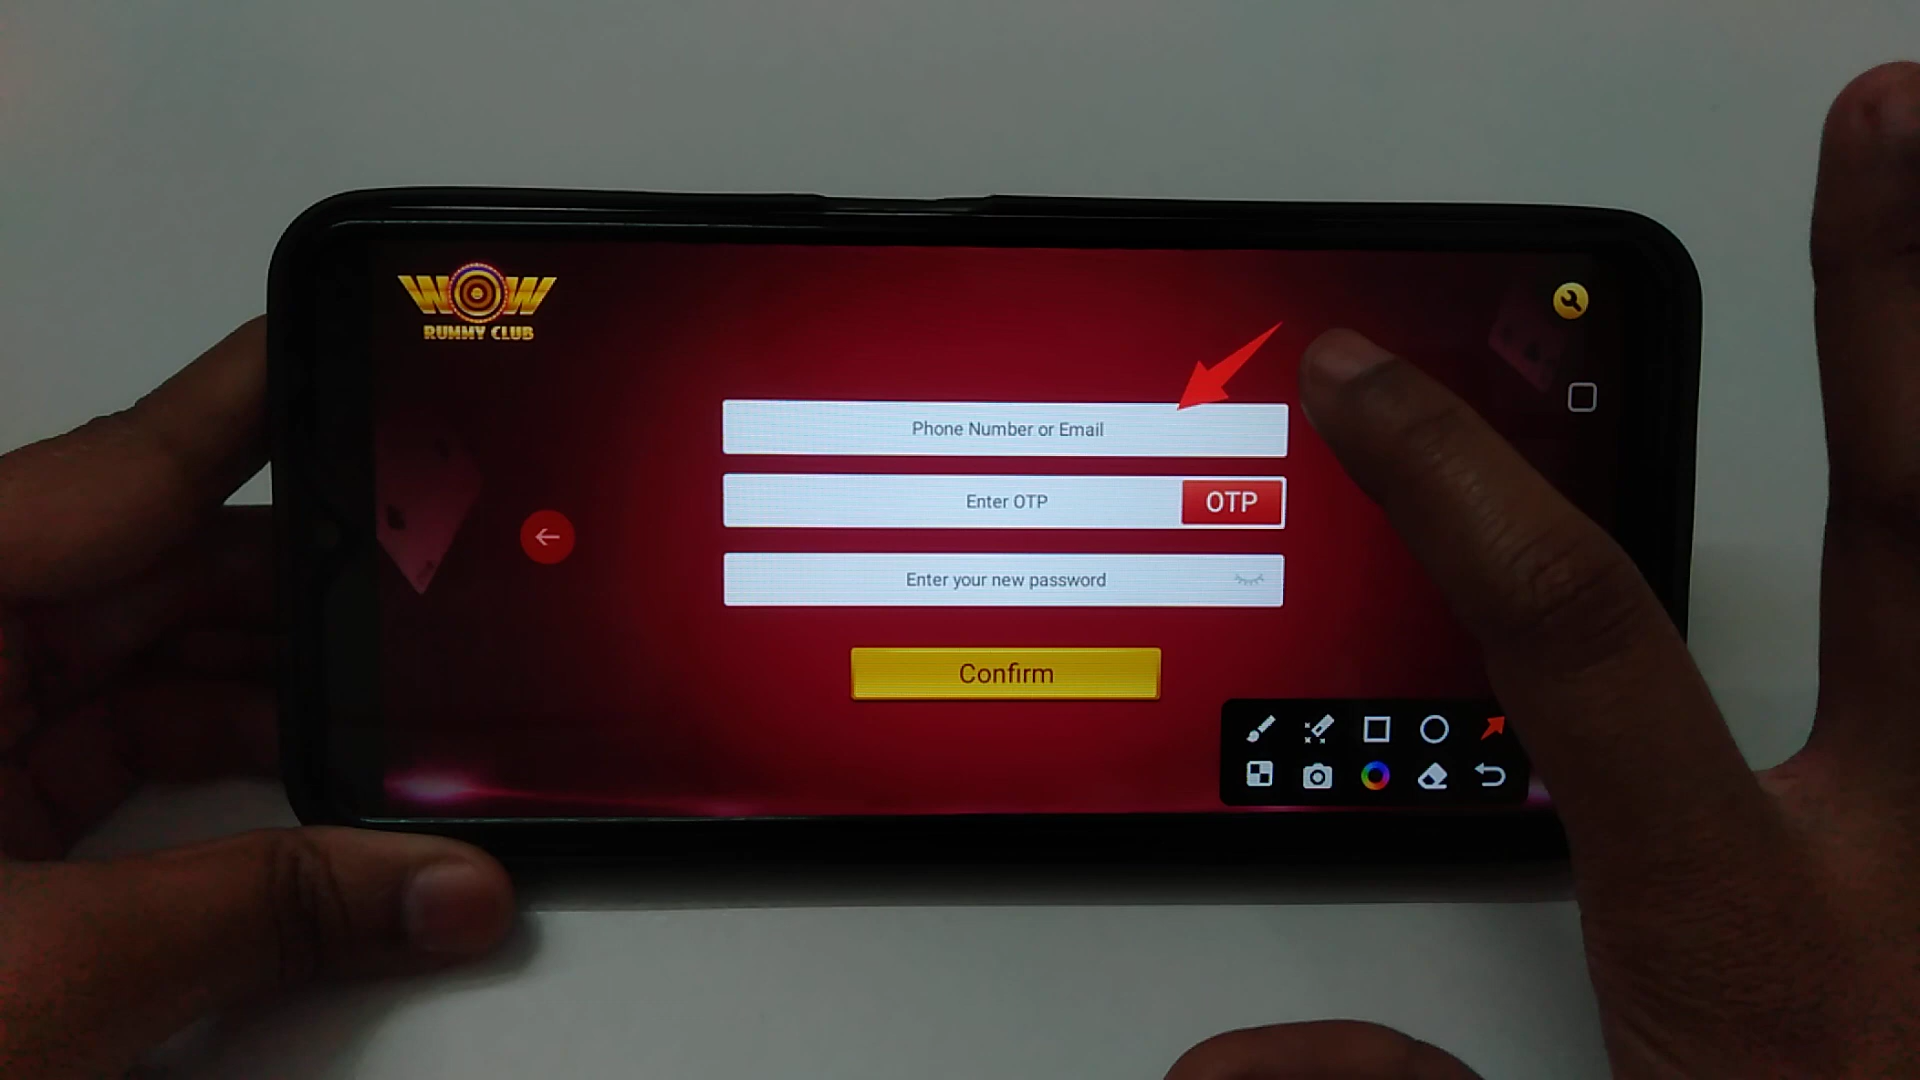 WOW
RUMMY CLUB
Phone Number or Email
Enter OTP
OTP
Enter your new password
Confirm